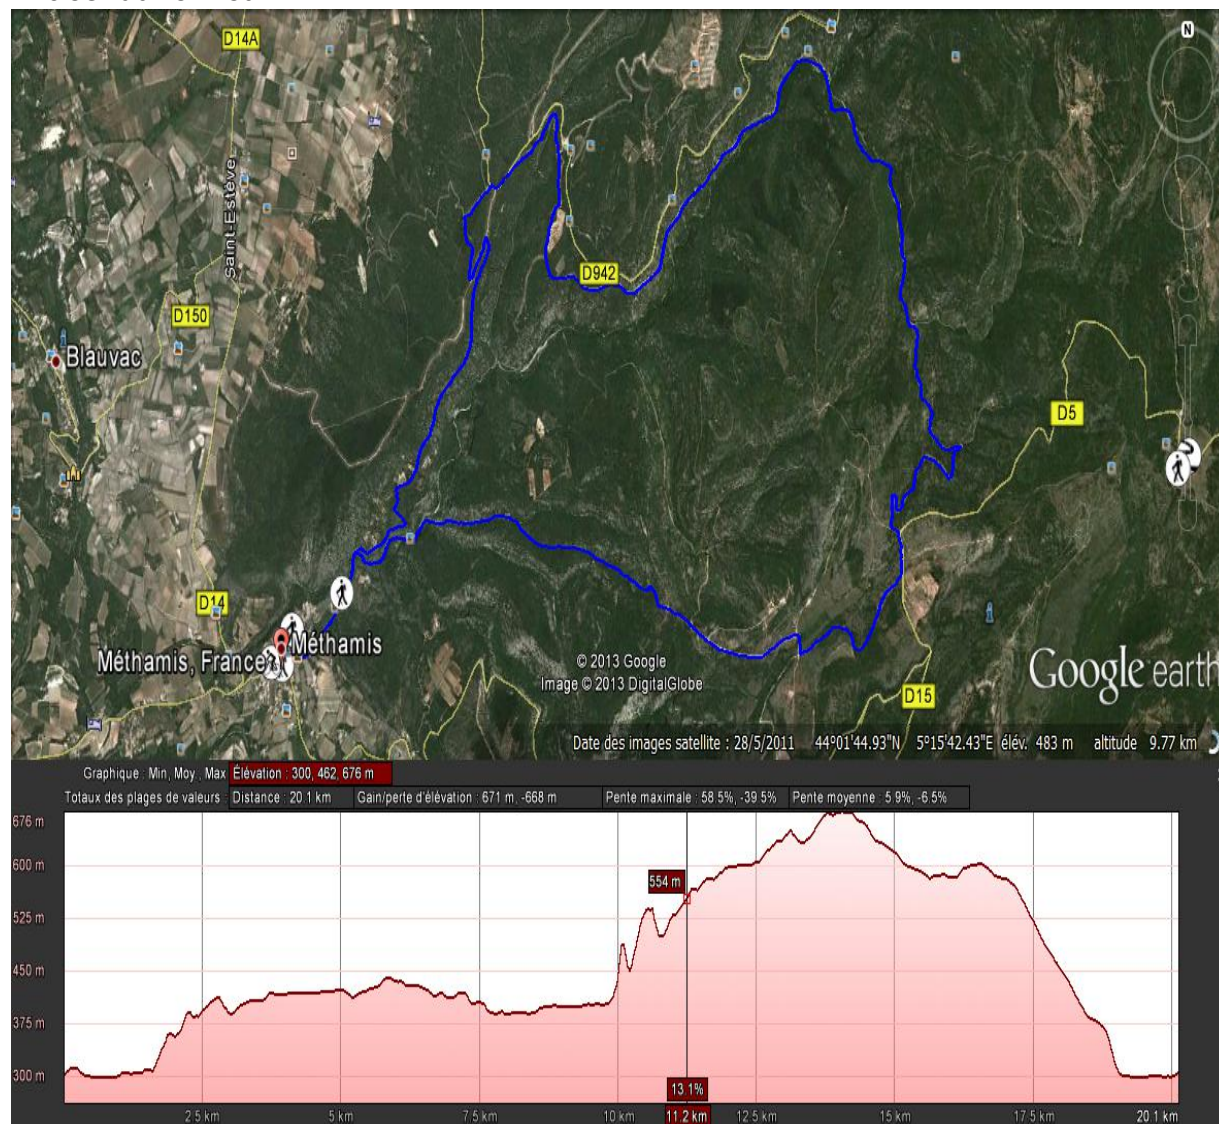 D14A
N
Saint-Estève
D942
D150
Blauvac
D5
D14
Méthamis
Méthamis, France
© 2013 Google
Image © 2013 DigitalGlobe
Google earth
D15
Date des images satellite : 28/5/2011 44°01'44.93"N 5°15'42.43"E élév. 483 m altitude 9.77 km
Graphique : Min, Moy , Max Élévation : 300, 462, 676 m
Totaux des plages de valeurs : Distance : 20.1 km Gain/perte d'élévation : 671 m, -668 m Pente maximale : 58.5%, -39.5% Pente moyenne : 5.9%, -6.5%
676 m
600 m
554 m
525 m
450 m
375 m
300 m
13.1%
2.5 km 5 km 7.5 km 10 km 11.2 km 12.5 km 15 km 17.5 km 20.1 km